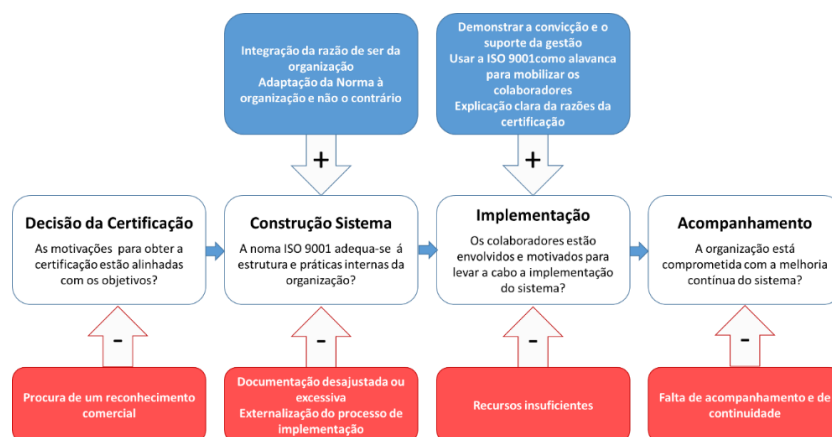 Integração da razão de ser da
organização
Adaptação da Norma à
organização e não o contrário
Demonstrar a convicção e o
suporte da gestão
Usar a ISO 9001como alavanca
para mobilizar os
colaboradores
Explicação clara da razões da
certificação
+
+
Decisão da Certificação
As motivações para obter a
certificação estão alinhadas
com os objetivos?
Construção Sistema
A noma ISO 9001 adequa-se á
estrutura e práticas internas da
organização?
Implementação
Os colaboradores estão
envolvidos e motivados para
levar a cabo a implementação
do sistema?
Acompanhamento
A organização está
comprometida com a melhoria
contínua do sistema?
-
-
-
-
Procura de um reconhecimento
comercial
Documentação desajustada ou
excessiva
Externalização do processo de
implementação
Recursos insuficientes
Falta de acompanhamento e de
continuidade